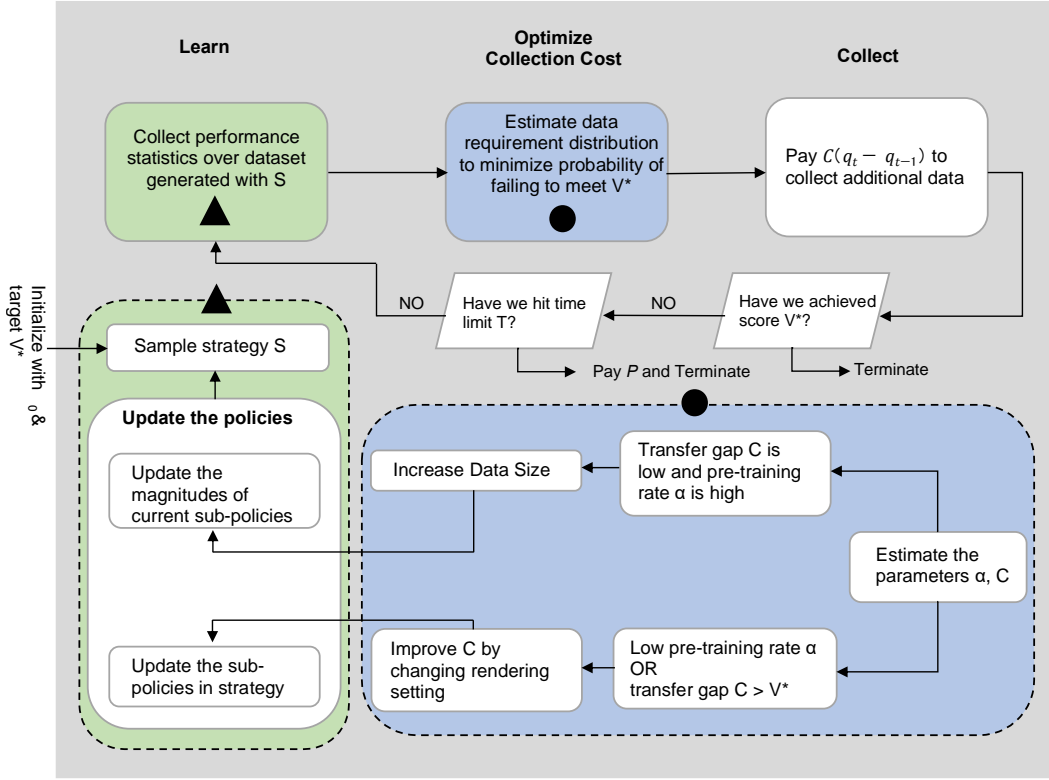 Learn
Optimize
Collection Cost
Collect
Collect performance
statistics over dataset
generated with S
Estimate data
requirement distribution
to minimize probability of
failing to meet V*
Pay C(qₜ − qₜ₋₁) to
collect additional data
Initialize with ₀ &
target V*
NO
Have we hit time
limit T?
NO
Have we achieved
score V*?
Pay P and Terminate
Terminate
Sample strategy S
Update the policies
Update the
magnitudes of
current sub-policies
Update the sub-
policies in strategy
Increase Data Size
Transfer gap C is
low and pre-training
rate α is high
Estimate the
parameters α, C
Improve C by
changing rendering
setting
Low pre-training rate α
OR
transfer gap C > V*